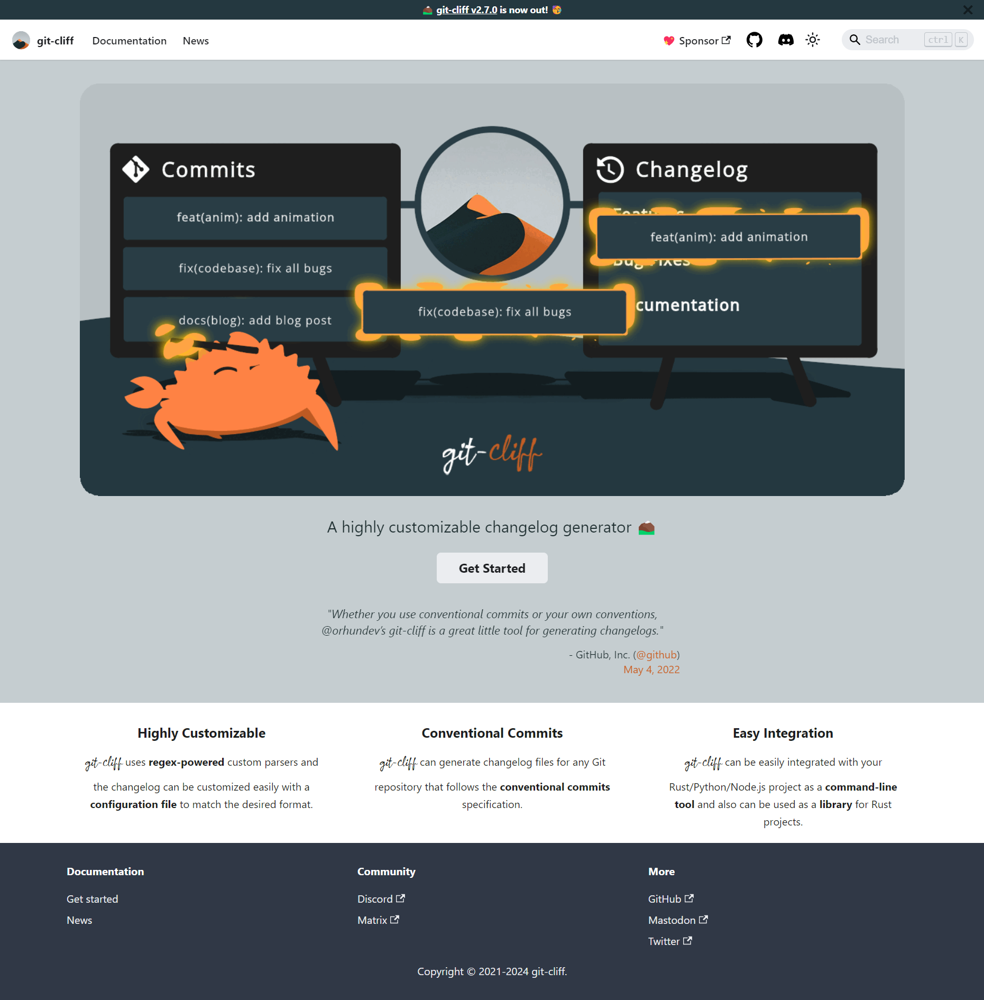 git-cliff v2.7.0 is now out!
git-cliff
Documentation
News
Sponsor
Search
ctrl K
Commits
feat(anim): add animation
fix(codebase): fix all bugs
docs(blog): add blog post
fix(codebase): fix all bugs
Changelog
Features
feat(anim): add animation
Bug Fixes
cumentation
git-cliff
A highly customizable changelog generator
Get Started
"Whether you use conventional commits or your own conventions,
@orhundev's git-cliff is a great little tool for generating changelogs."
- GitHub, Inc. (@github)
May 4, 2022
Highly Customizable
git-cliff uses regex-powered custom parsers and
the changelog can be customized easily with a
configuration file to match the desired format.
Conventional Commits
git-cliff can generate changelog files for any Git
repository that follows the conventional commits
specification.
Easy Integration
git-cliff can be easily integrated with your
Rust/Python/Node.js project as a command-line
tool and also can be used as a library for Rust
projects.
Documentation
Get started
News
Community
Discord
Matrix
More
GitHub
Mastodon
Twitter
Copyright © 2021-2024 git-cliff.